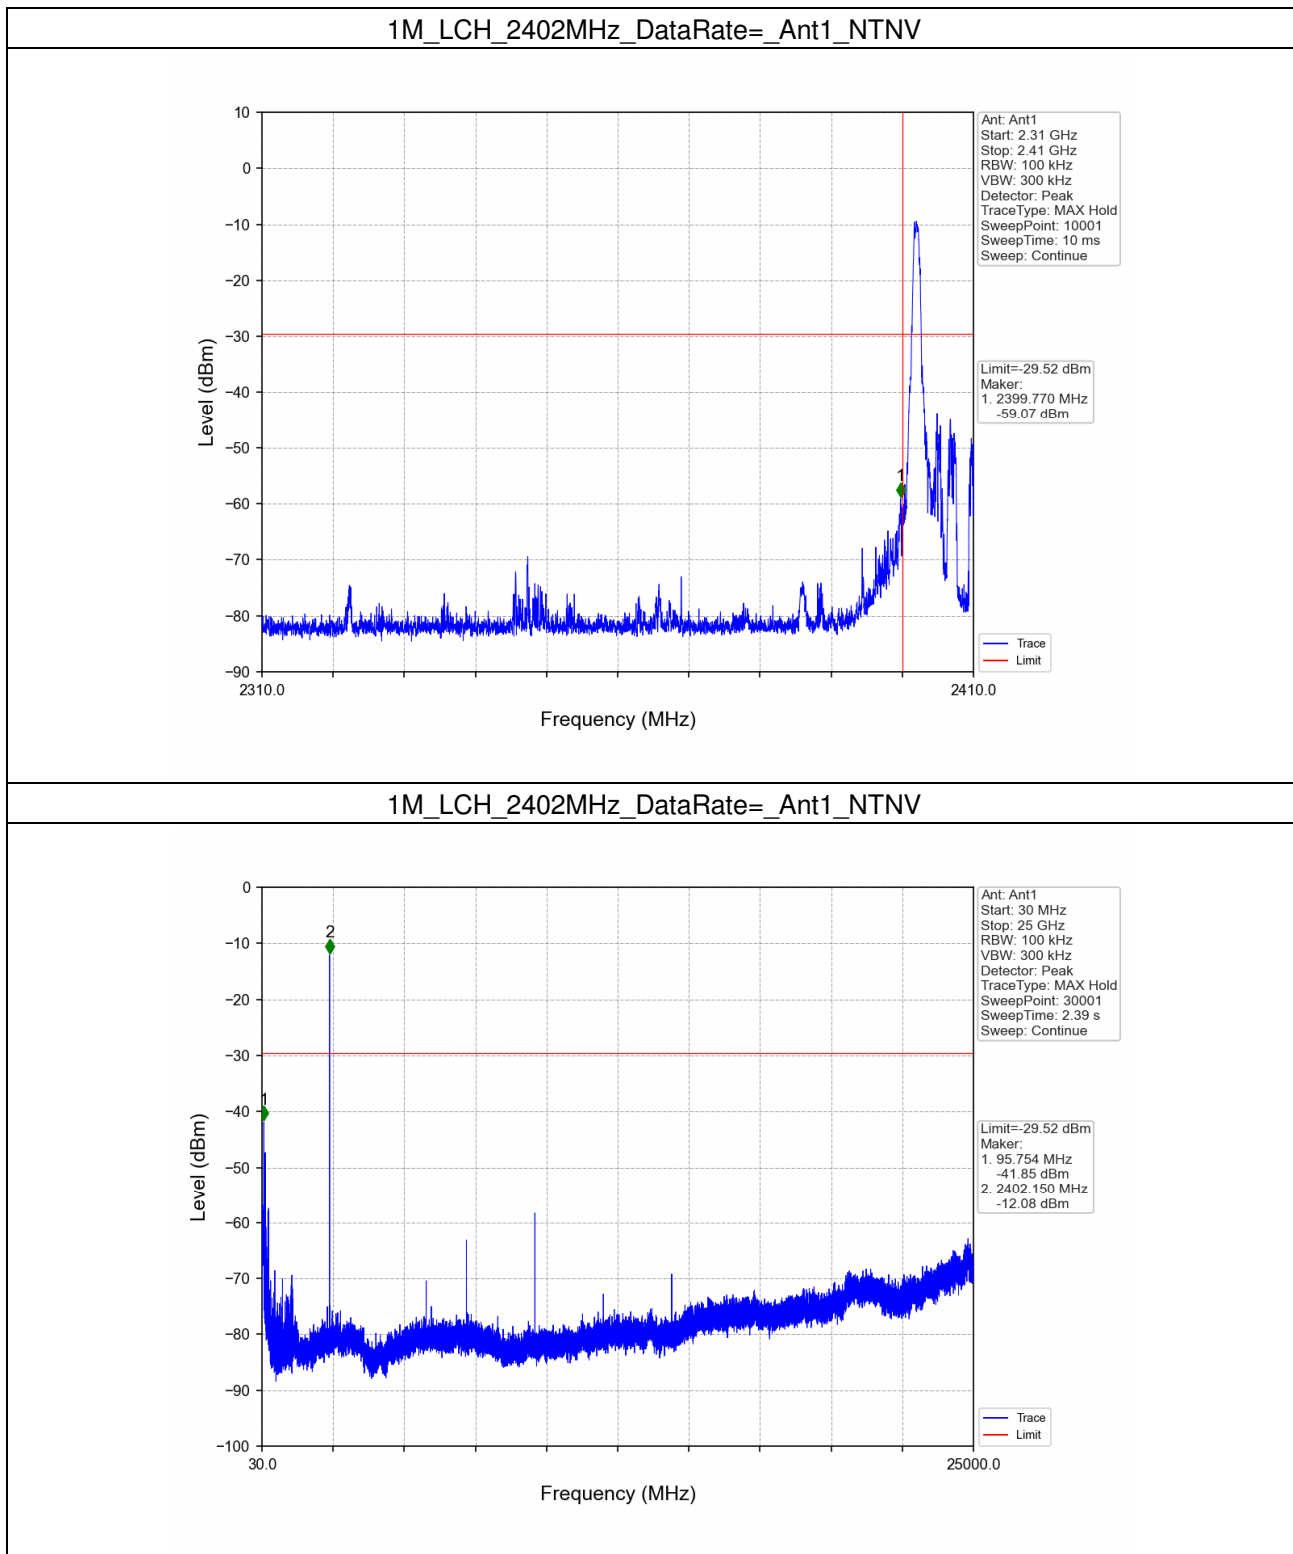 1M_LCH_2402MHz_DataRate=_Ant1_NTNV
10
0
−10
−20
−30
−40
−50
−60
−70
−80
−90
Level (dBm)
1
2310.0
2410.0
Frequency (MHz)
Ant: Ant1
Start: 2.31 GHz
Stop: 2.41 GHz
RBW: 100 kHz
VBW: 300 kHz
Detector: Peak
TraceType: MAX Hold
SweepPoint: 10001
SweepTime: 10 ms
Sweep: Continue
Limit=-29.52 dBm
Maker:
1. 2399.770 MHz
-59.07 dBm
Trace
Limit
1M_LCH_2402MHz_DataRate=_Ant1_NTNV
0
−10
−20
−30
−40
−50
−60
−70
−80
−90
−100
Level (dBm)
1
2
30.0
25000.0
Frequency (MHz)
Ant: Ant1
Start: 30 MHz
Stop: 25 GHz
RBW: 100 kHz
VBW: 300 kHz
Detector: Peak
TraceType: MAX Hold
SweepPoint: 30001
SweepTime: 2.39 s
Sweep: Continue
Limit=-29.52 dBm
Maker:
1. 95.754 MHz
-41.85 dBm
2. 2402.150 MHz
-12.08 dBm
Trace
Limit